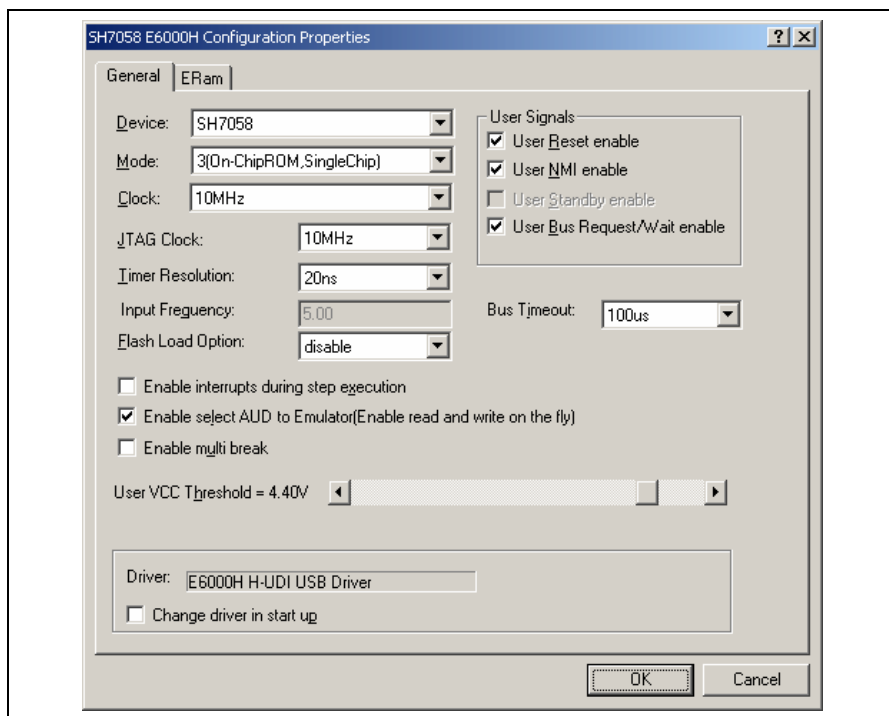 SH7058 E6000H Configuration Properties
General
ERam
Device:
SH7058
Mode:
3(On-ChipROM,SingleChip)
Clock:
10MHz
JTAG Clock:
10MHz
Timer Resolution:
20ns
Input Freguency:
5.00
Flash Load Option:
disable
User Signals
User Reset enable
User NMI enable
User Standby enable
User Bus Request/Wait enable
Bus Timeout:
100us
Enable interrupts during step execution
Enable select AUD to Emulator(Enable read and write on the fly)
Enable multi break
User VCC Threshold = 4.40V
Driver:
E6000H H-UDI USB Driver
Change driver in start up
OK
Cancel